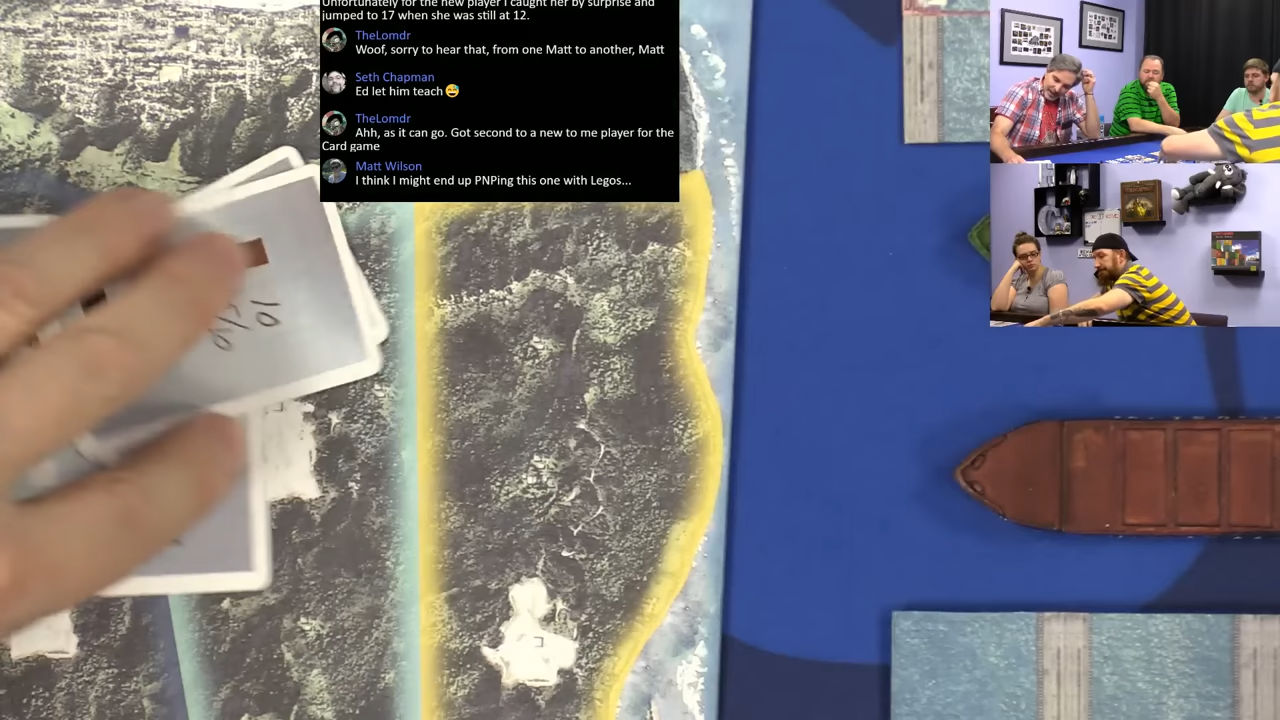 Unfortunately for the new player I caught her by surprise and
jumped to 17 when she was still at 12.
TheLomdr
Woof, sorry to hear that, from one Matt to another, Matt
Seth Chapman
Ed let him teach😅
TheLomdr
Ahh, as it can go. Got second to a new to me player for the
Card game
Matt Wilson
I think I might end up PNPing this one with Legos...
10